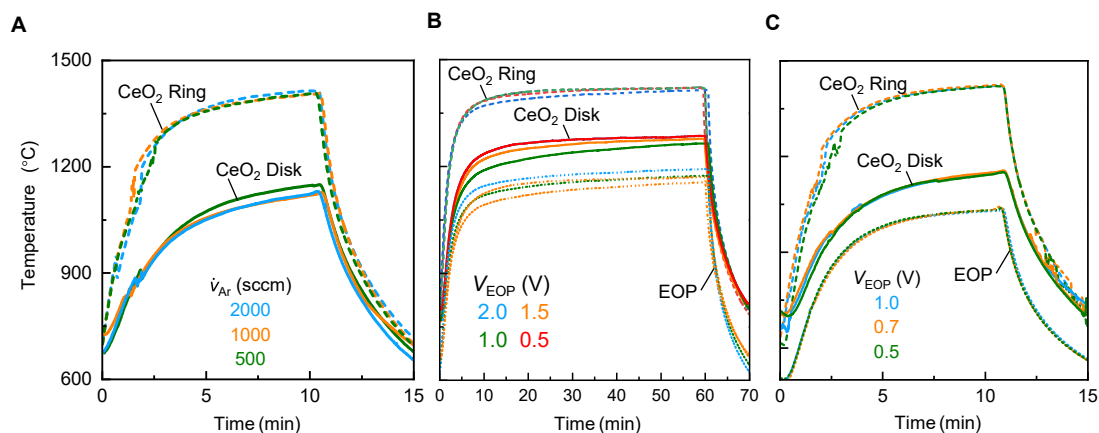 A
B
C
1500
1200
900
600
Temperature (°C)
CeO2 Ring
CeO2 Disk
V̇Ar (sccm)
2000
1000
500
0
5
10
15
Time (min)
CeO2 Ring
CeO2 Disk
EOP
VEOP (V)
2.0 1.5
1.0 0.5
0 10 20 30 40 50 60 70
Time (min)
CeO2 Ring
CeO2 Disk
EOP
VEOP (V)
1.0
0.7
0.5
0 5 10 15
Time (min)